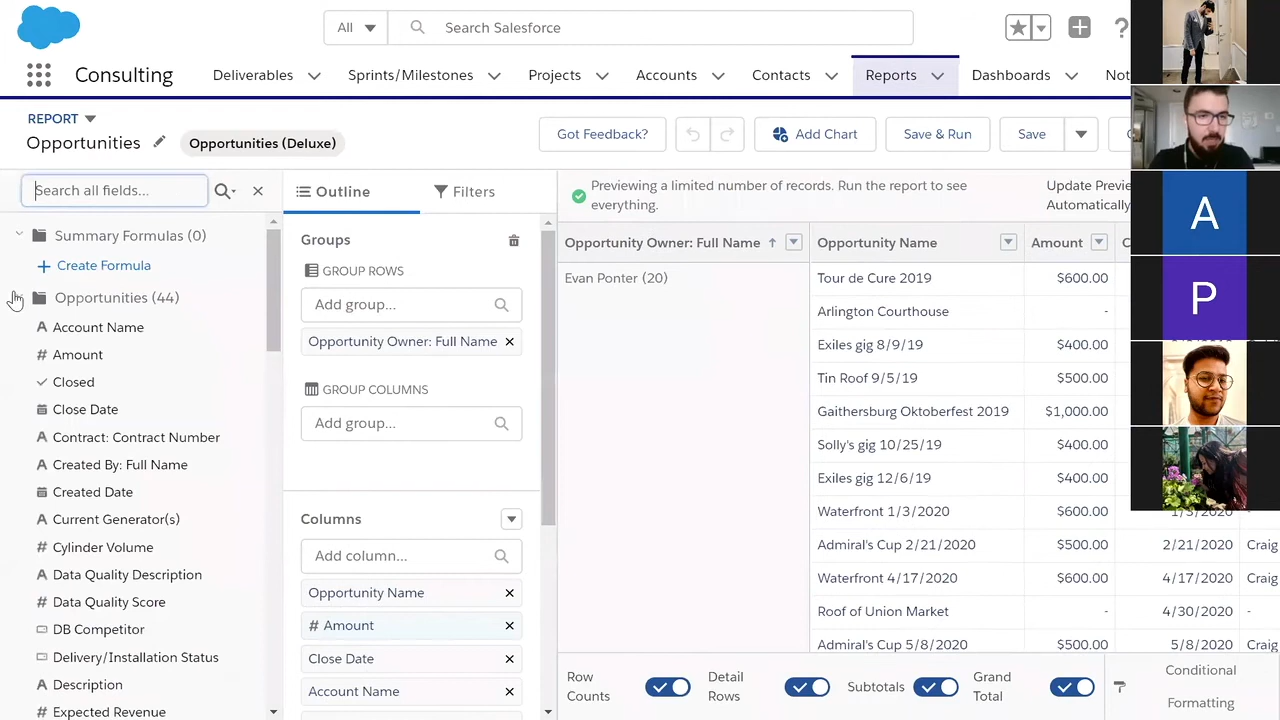 All
Search Salesforce
Consulting
Deliverables
Sprints/Milestones
Projects
Accounts
Contacts
Reports
Dashboards
REPORT
Opportunities
Opportunities (Deluxe)
Got Feedback?
Add Chart
Save & Run
Save
Search all fields...
Summary Formulas (0)
Create Formula
Opportunities (44)
Account Name
Amount
Closed
Close Date
Contract: Contract Number
Created By: Full Name
Created Date
Current Generator(s)
Cylinder Volume
Data Quality Description
Data Quality Score
DB Competitor
Delivery/Installation Status
Description
Expected Revenue
Outline
Filters
Groups
GROUP ROWS
Add group...
Opportunity Owner: Full Name
GROUP COLUMNS
Add group...
Columns
Add column...
Opportunity Name
# Amount
Close Date
Account Name
Previewing a limited number of records. Run the report to see
everything.
Update Previe
Automatically
Opportunity Owner: Full Name
Opportunity Name
Amount
Evan Ponter (20)
Tour de Cure 2019 $600.00
Arlington Courthouse -
Exiles gig 8/9/19 $400.00
Tin Roof 9/5/19 $500.00
Gaithersburg Oktoberfest 2019 $1,000.00
Solly's gig 10/25/19 $400.00
Exiles gig 12/6/19 $400.00
Waterfront 1/3/2020 $600.00 1/3/2020 -
Admiral's Cup 2/21/2020 $500.00 2/21/2020 Craig
Waterfront 4/17/2020 $600.00 4/17/2020 Craig
Roof of Union Market - 4/30/2020 -
Admiral's Cup 5/8/2020 $500.00 5/8/2020 Craig
Row
Counts
Detail
Rows
Subtotals
Grand
Total
Conditional
Formatting
A
P